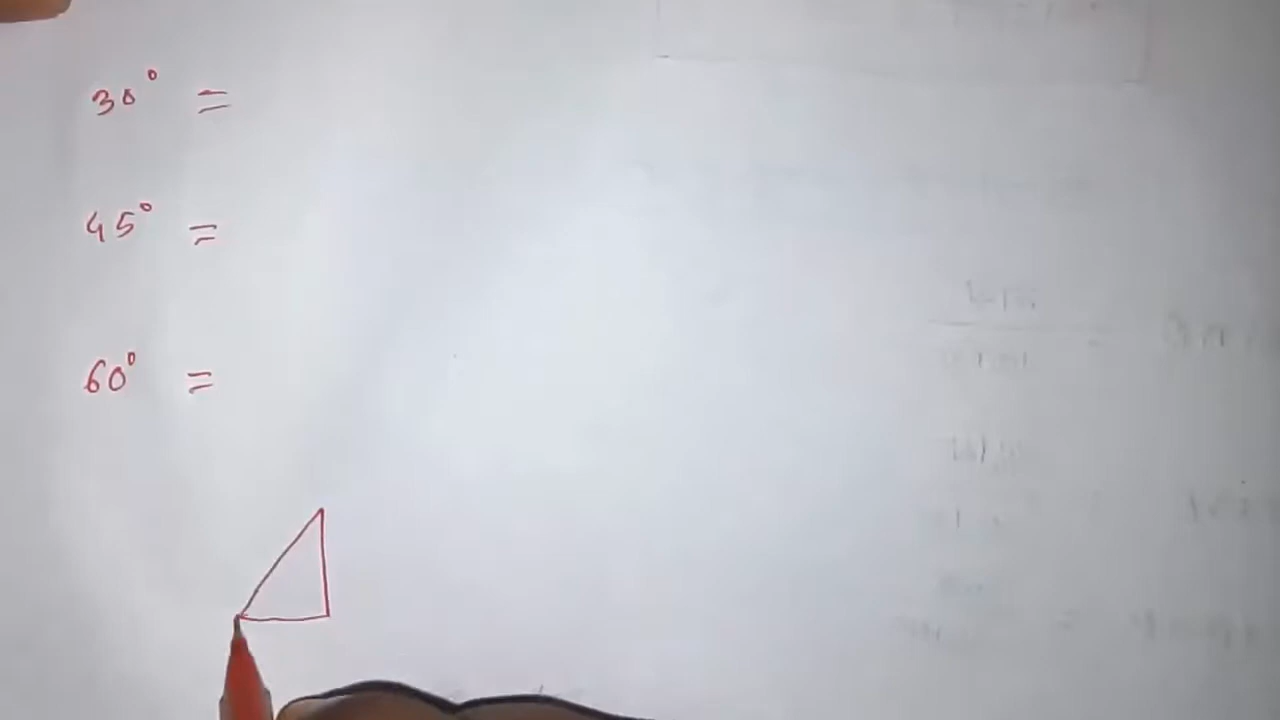 30° =
45° =
60° =